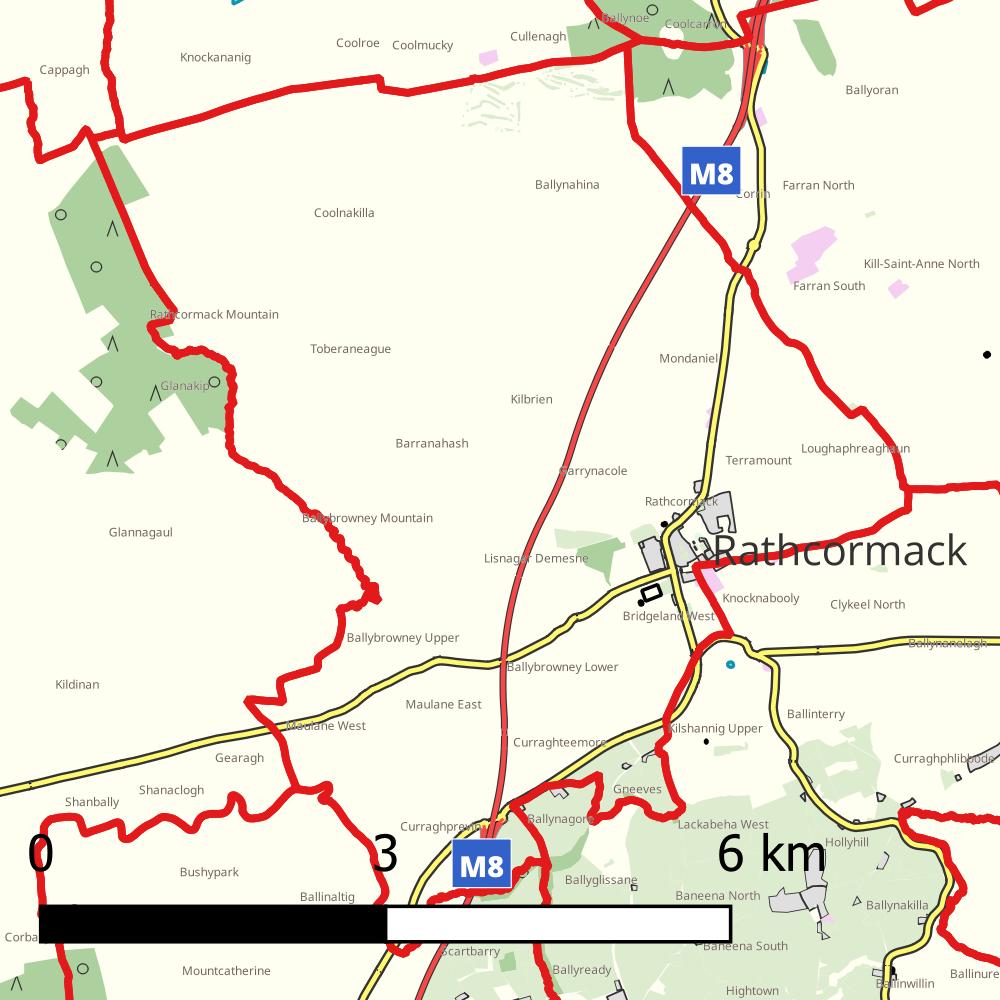 Ballynoe
Coolcarron
Cullenagh
Coolroe
Coolmucky
Knockananig
Cappagh
Ballyoran
M8
Ballynahina
Corrin
Farran North
Coolnakilla
Kill-Saint-Anne North
Farran South
Rathcormack Mountain
Toberaneague
Mondaniel
Glanakip
Kilbrien
Barranahash
Loughaphreaghaun
Terramount
Garrynacole
Rathcormack
Ballybrowney Mountain
Glannagaul
Rathcormack
Lisnagar Demesne
Knocknabooly
Clykeel North
Bridgeland West
Ballybrowney Upper
Ballynanelagh
Ballybrowney Lower
Kildinan
Maulane East
Ballinterry
Maulane West
Kilshannig Upper
Curraghteemore
Gearagh
Curraghphlibbode
Shanaclogh
Gneeves
Shanbally
Ballynagore
Lackabeha West
Curraghprevin
Hollyhill
0 3 6 km
M8
Bushypark
Ballyglissane
Baneena North
Ballinaltig
Ballynakilla
Corba
Baneena South
Scartbarry
Mountcatherine
Ballyready
Ballinure
Ballinwillin
Hightown